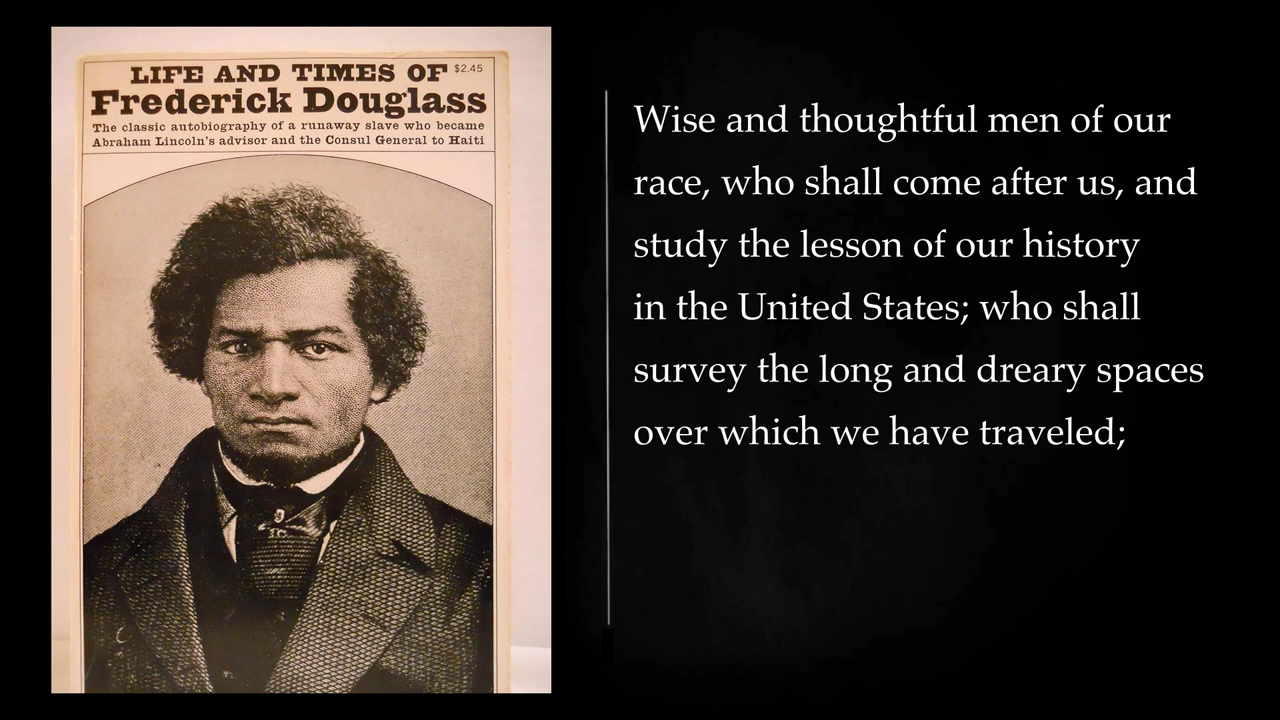 LIFE AND TIMES OF $2.45
Frederick Douglass
The classic autobiography of a runaway slave who became
Abraham Lincoln's advisor and the Consul General to Haiti
Wise and thoughtful men of our
race, who shall come after us, and
study the lesson of our history
in the United States; who shall
survey the long and dreary spaces
over which we have traveled;